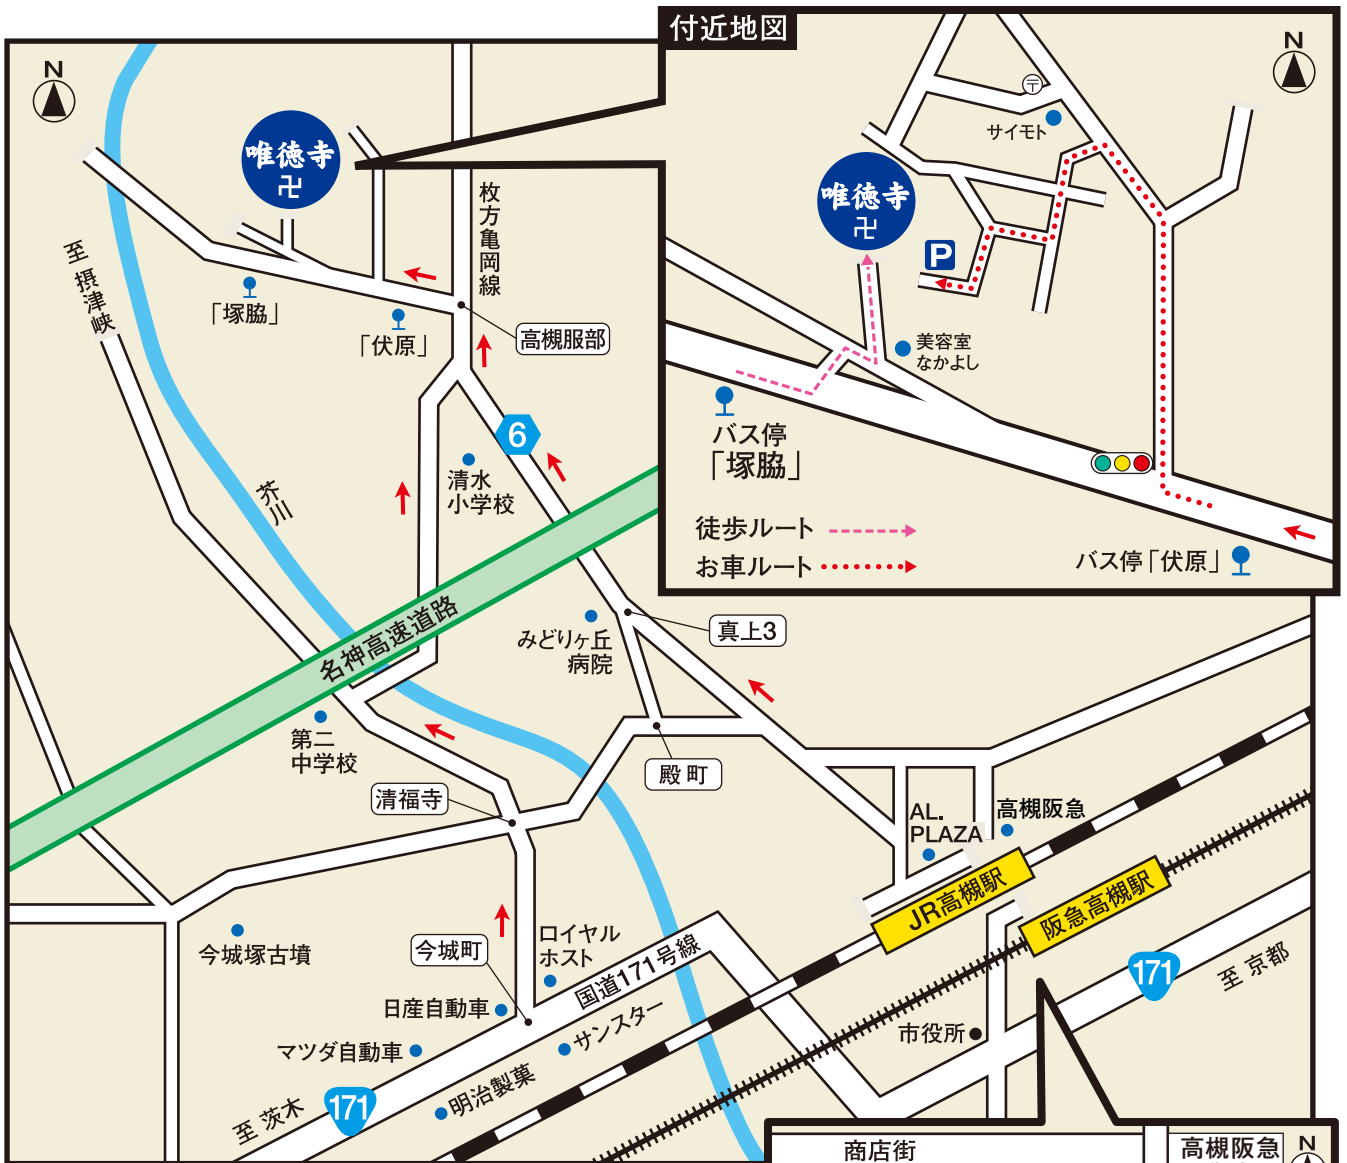 付近地図
N
N
唯徳寺
卍
枚方亀岡線
至 摂津峡
「塚脇」
「伏原」
高槻服部
6
清水
小学校
芥川
名神高速道路
みどりヶ丘
病院
真上3
第二
中学校
殿町
清福寺
AL.
PLAZA
高槻阪急
JR高槻駅
阪急高槻駅
今城塚古墳
今城町
ロイヤル
ホスト
国道171号線
171
至 京都
日産自動車
サンスター
市役所
マツダ自動車
明治製菓
171
至 茨木
〒
サイモト
唯徳寺
卍
P
美容室
なかよし
バス停
「塚脇」
徒歩ルート
お車ルート
バス停「伏原」
商店街
高槻阪急
N